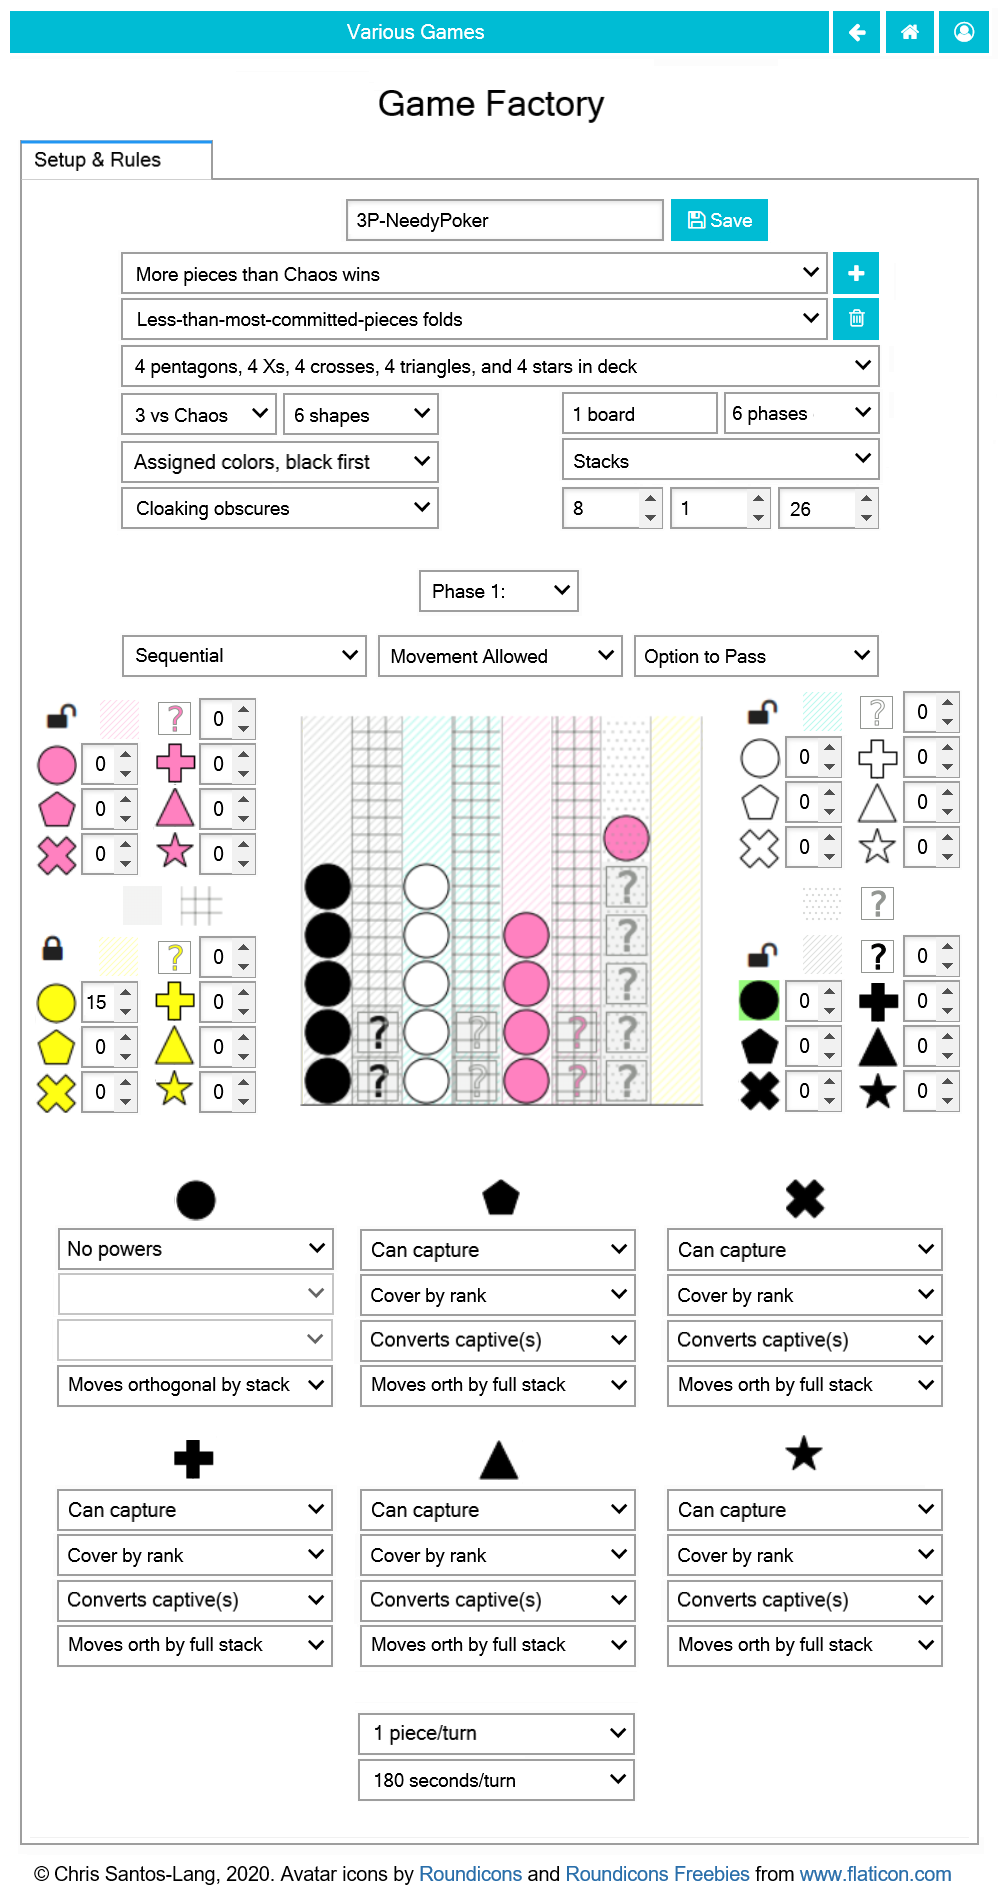 Various Games
Game Factory
Setup & Rules
3P-NeedyPoker
Save
More pieces than Chaos wins
Less-than-most-committed-pieces folds
4 pentagons, 4 Xs, 4 crosses, 4 triangles, and 4 stars in deck
3 vs Chaos 6 shapes 1 board 6 phases
Assigned colors, black first Stacks
Cloaking obscures 8 1 26
Phase 1:
Sequential Movement Allowed Option to Pass
? 0 ? 0
0 0 0 0
0 0 0 0
0 0 0 0
? ?
? 0 ? 0
15 0 0 0
0 0 0 0
0 0 0 0
?
?
?
? ? ? ?
? ? ? ?
No powers Can capture Can capture
Cover by rank Cover by rank
Converts captive(s) Converts captive(s)
Moves orthogonal by stack Moves orth by full stack Moves orth by full stack
Can capture Can capture Can capture
Cover by rank Cover by rank Cover by rank
Converts captive(s) Converts captive(s) Converts captive(s)
Moves orth by full stack Moves orth by full stack Moves orth by full stack
1 piece/turn
180 seconds/turn
© Chris Santos-Lang, 2020. Avatar icons by Roundicons and Roundicons Freebies from www.flaticon.com